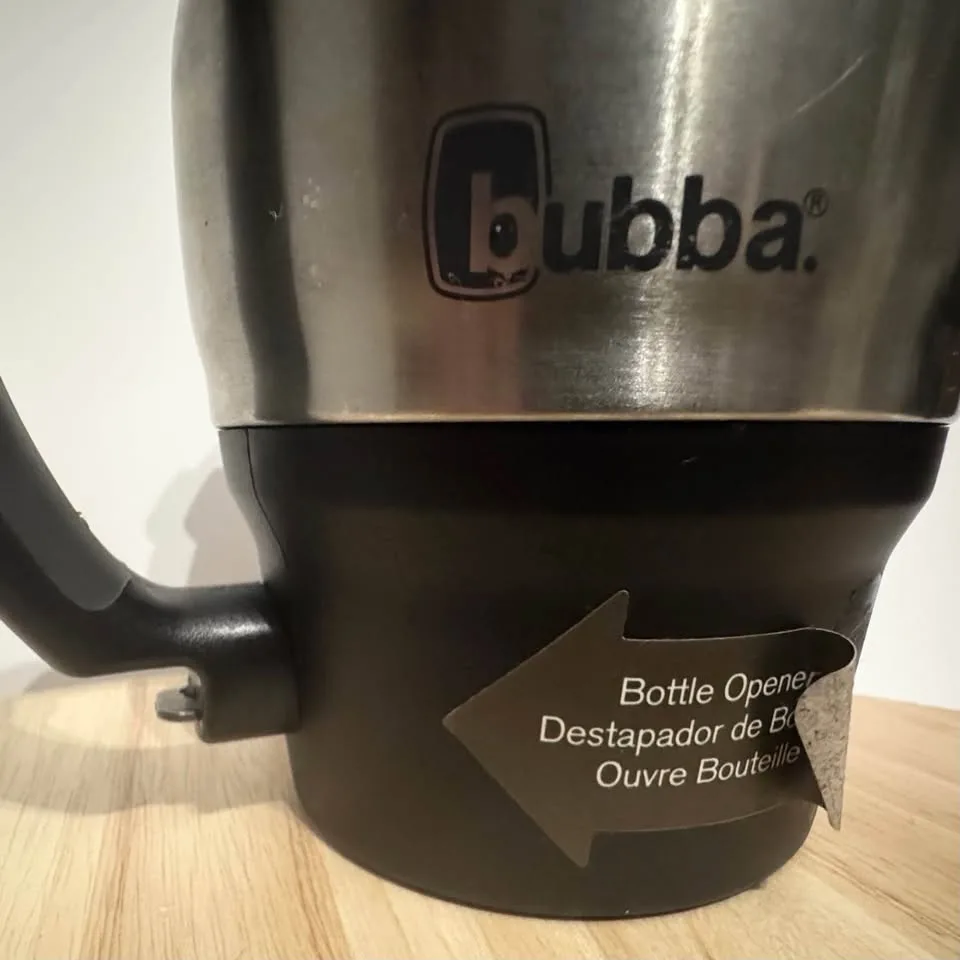 bubba.®
Bottle Opener
Destapador de
Ouvre Bouteille